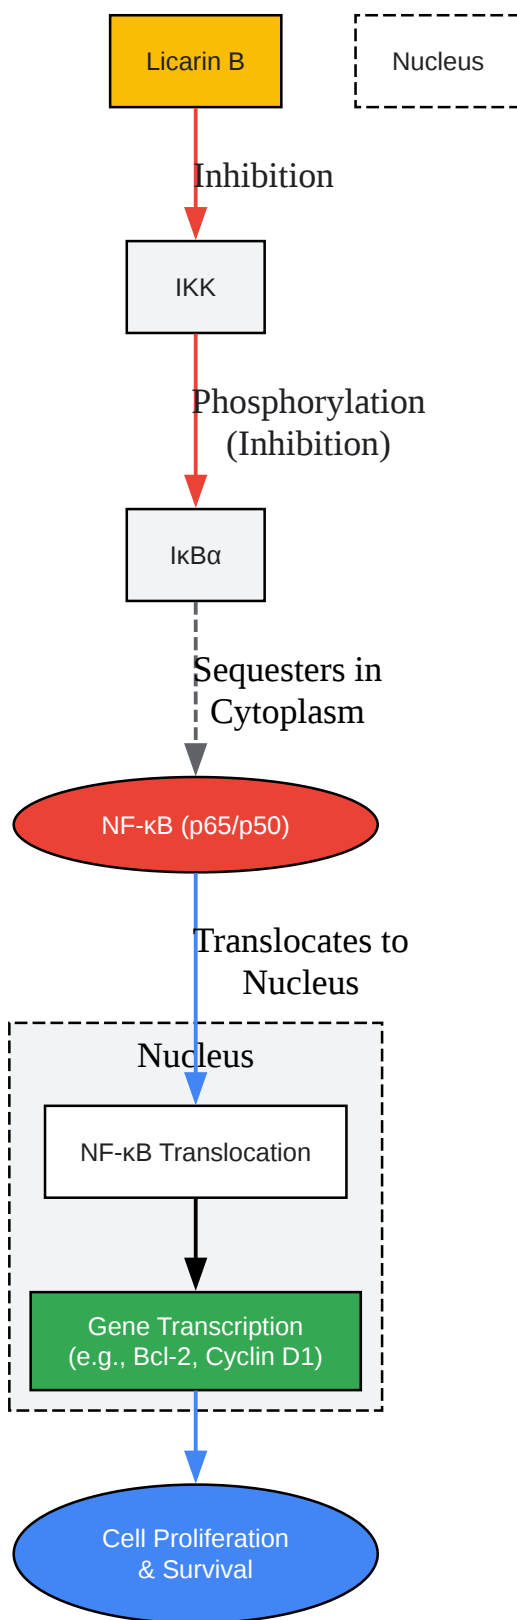 Licarin B
Nucleus
Inhibition
IKK
Phosphorylation
(Inhibition)
IκBα
Sequesters in
Cytoplasm
NF-κB (p65/p50)
Translocates to
Nucleus
Nucleus
NF-κB Translocation
Gene Transcription
(e.g., Bcl-2, Cyclin D1)
Cell Proliferation
& Survival